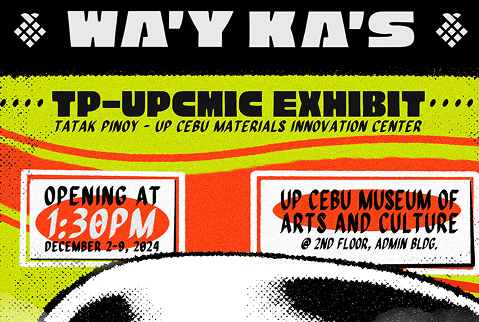 WA'Y KA'S
TP-UPCMIC EXHIBIT
TATAK PINOY - UP CEBU MATERIALS INNOVATION CENTER
OPENING AT
1:30PM
DECEMBER 2-9, 2024
UP CEBU MUSEUM OF
ARTS AND CULTURE
@ 2ND FLOOR, ADMIN BLDG.